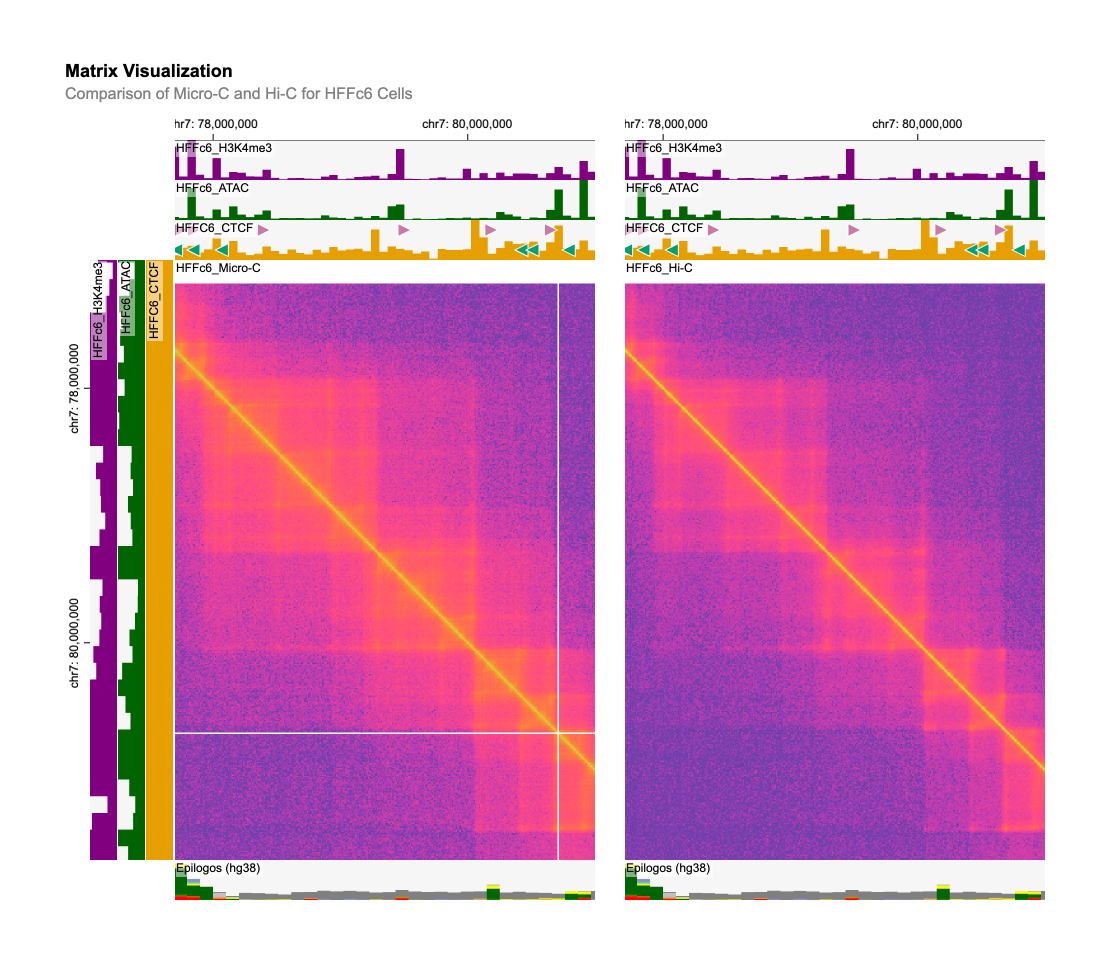 Matrix Visualization
Comparison of Micro-C and Hi-C for HFFc6 Cells
hr7: 78,000,000
chr7: 80,000,000
hr7: 78,000,000
chr7: 80,000,000
HFFc6_H3K4me3
HFFc6_H3K4me3
HFFc6_ATAC
HFFc6_ATAC
HFFC6_CTCF
HFFC6_CTCF
HFFc6_Micro-C
HFFc6_Hi-C
HFFc6_H3K4me3
HFFc6_ATAC
HFFC6_CTCF
chr7: 78,000,000
chr7: 80,000,000
Epilogos (hg38)
Epilogos (hg38)